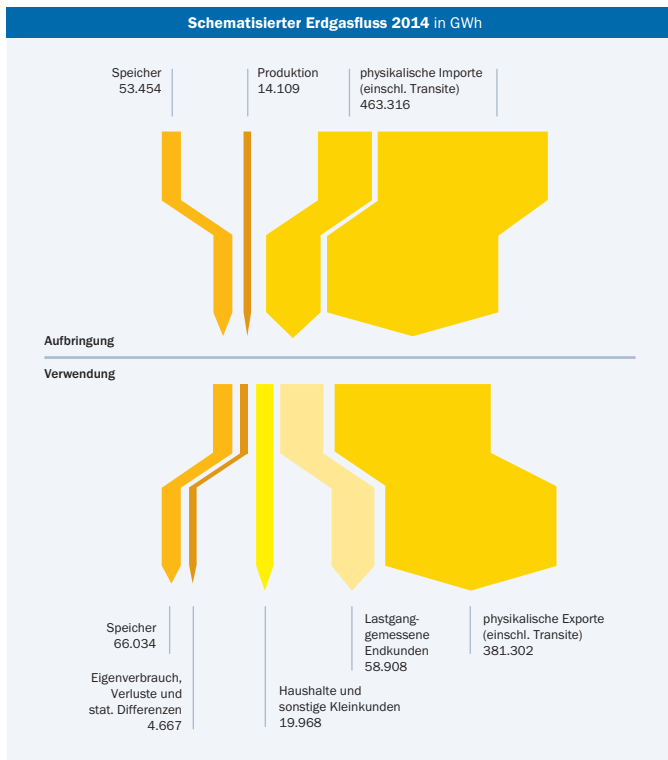 Schematisierter Erdgasfluss 2014 in GWh
Speicher
53.454
Produktion
14.109
physikalische Importe
(einschl. Transite)
463.316
Aufbringung
Verwendung
Speicher
66.034
Eigenverbrauch,
Verluste und
stat. Differenzen
4.667
Haushalte und
sonstige Kleinkunden
19.968
Lastgang-
gemessene
Endkunden
58.908
physikalische Exporte
(einschl. Transite)
381.302